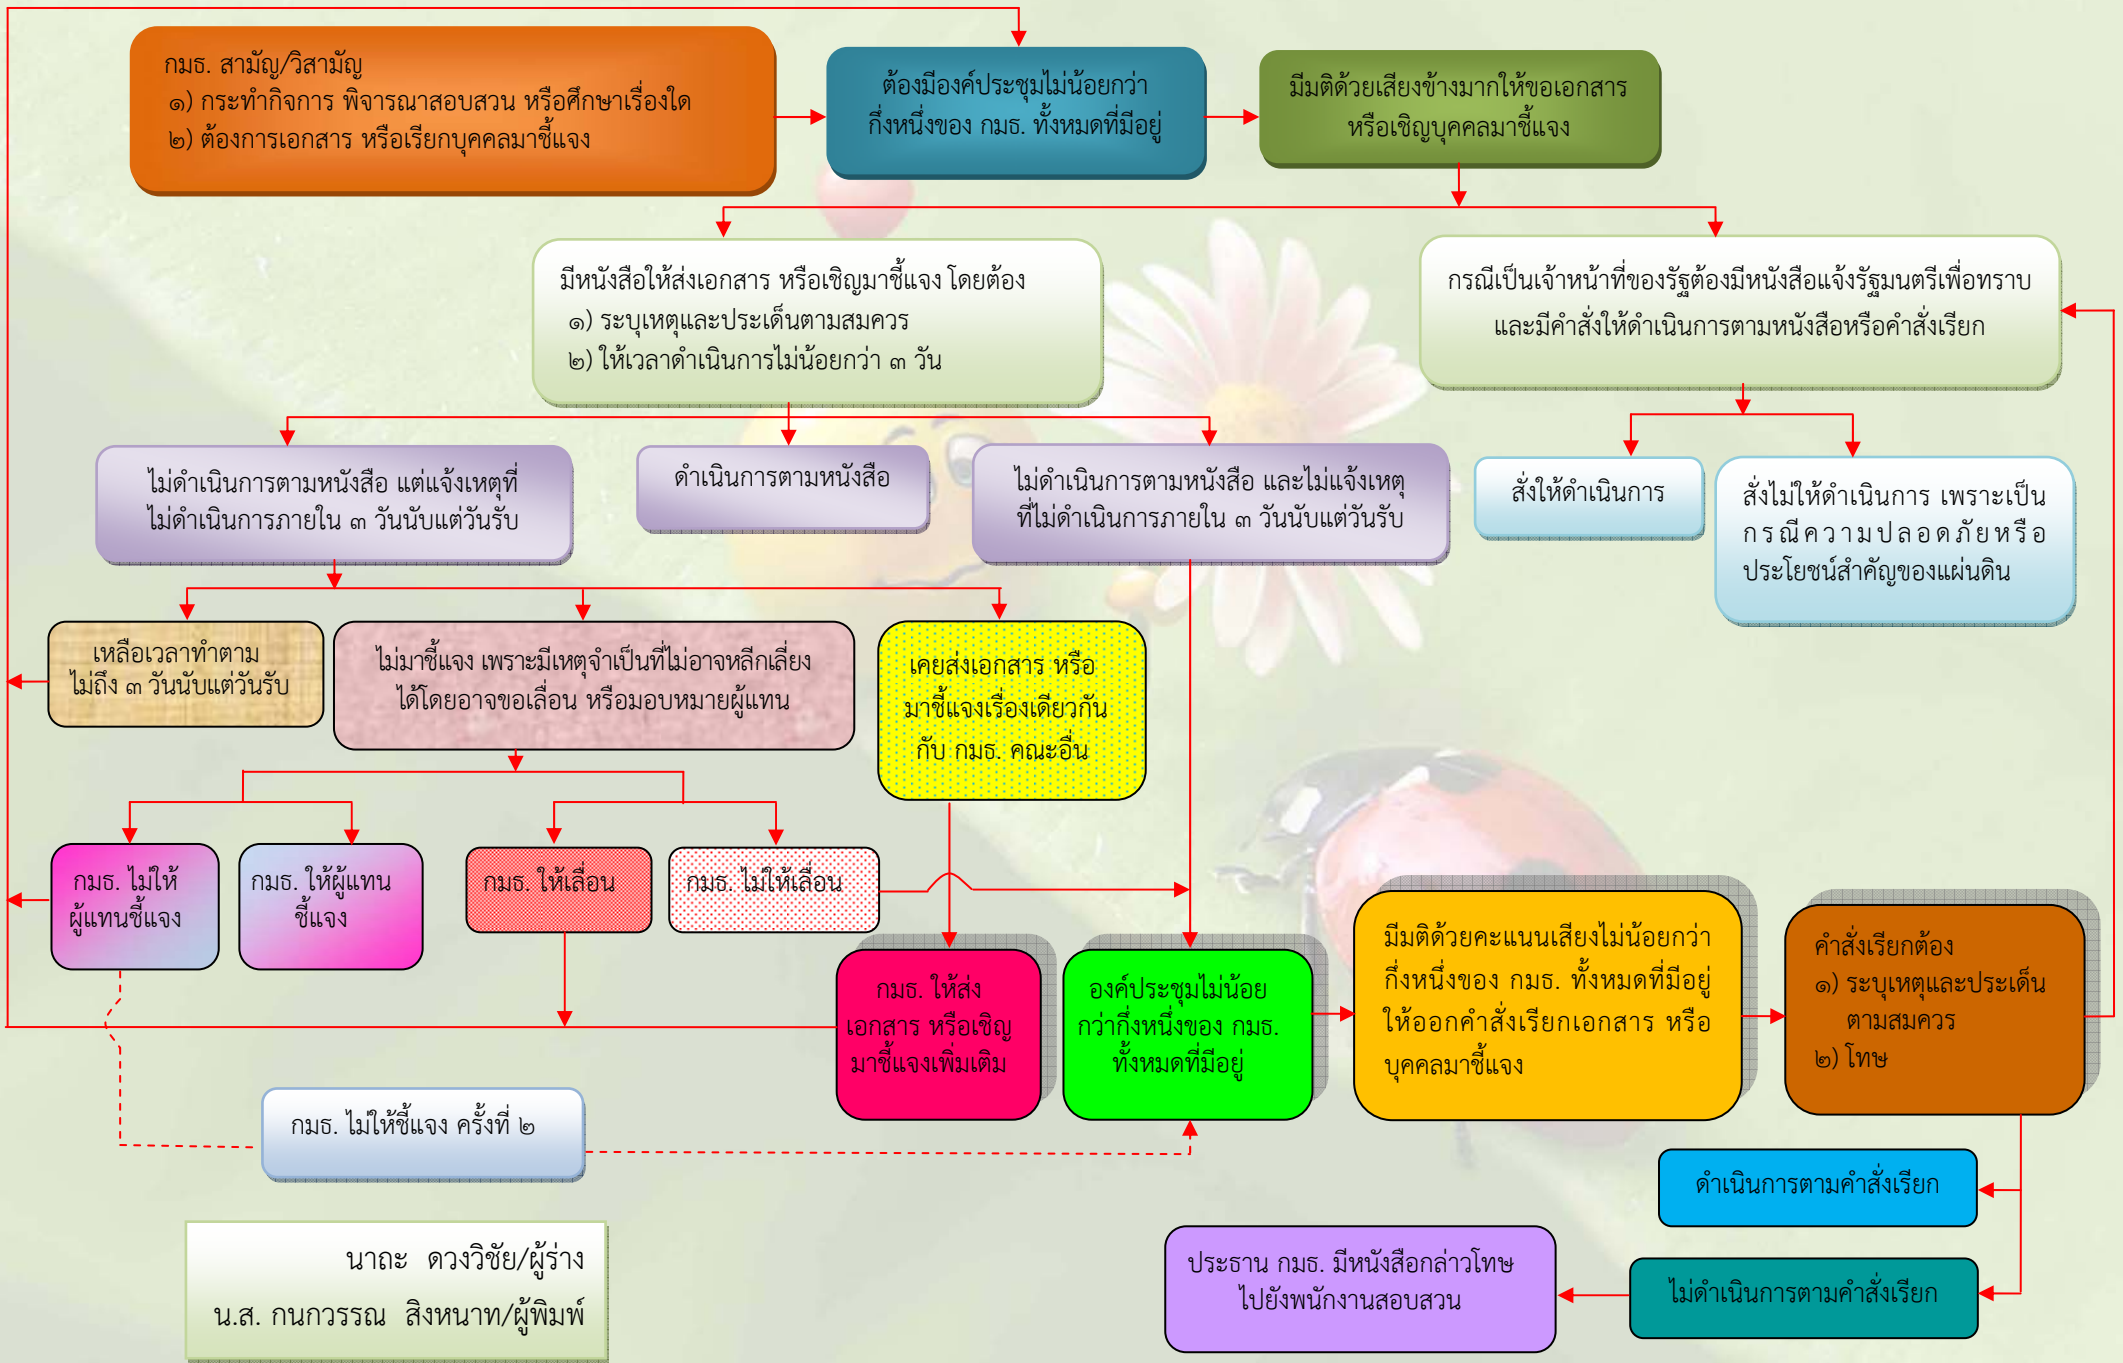 กมธ. สามัญ/วิสามัญ
๑) กระทำกิจการ พิจารณาสอบสวน หรือศึกษาเรื่องใด
๒) ต้องการเอกสาร หรือเรียกบุคคลมาชี้แจง
ต้องมีองค์ประชุมไม่น้อยกว่า
กึ่งหนึ่งของ กมธ. ทั้งหมดที่มีอยู่
มีมติด้วยเสียงข้างมากให้ขอเอกสาร
หรือเชิญบุคคลมาชี้แจง
มีหนังสือให้ส่งเอกสาร หรือเชิญมาชี้แจง โดยต้อง
๑) ระบุเหตุและประเด็นตามสมควร
๒) ให้เวลาดำเนินการไม่น้อยกว่า ๓ วัน
กรณีเป็นเจ้าหน้าที่ของรัฐต้องมีหนังสือแจ้งรัฐมนตรีเพื่อทราบ
และมีคำสั่งให้ดำเนินการตามหนังสือหรือคำสั่งเรียก
ไม่ดำเนินการตามหนังสือ แต่แจ้งเหตุที่
ไม่ดำเนินการภายใน ๓ วันนับแต่วันรับ
ดำเนินการตามหนังสือ
ไม่ดำเนินการตามหนังสือ และไม่แจ้งเหตุ
ที่ไม่ดำเนินการภายใน ๓ วันนับแต่วันรับ
สั่งให้ดำเนินการ
สั่งไม่ให้ดำเนินการ เพราะเป็น
กรณีความปลอดภัยหรือ
ประโยชน์สำคัญของแผ่นดิน
เหลือเวลาทำตาม
ไม่ถึง ๓ วันนับแต่วันรับ
ไม่มาชี้แจง เพราะมีเหตุจำเป็นที่ไม่อาจหลีกเลี่ยง
ได้โดยอาจขอเลื่อน หรือมอบหมายผู้แทน
เคยส่งเอกสาร หรือ
มาชี้แจงเรื่องเดียวกัน
กับ กมธ. คณะอื่น
กมธ. ไม่ให้
ผู้แทนชี้แจง
กมธ. ให้ผู้แทน
ชี้แจง
กมธ. ให้เลื่อน
กมธ. ไม่ให้เลื่อน
กมธ. ให้ส่ง
เอกสาร หรือเชิญ
มาชี้แจงเพิ่มเติม
องค์ประชุมไม่น้อย
กว่ากึ่งหนึ่งของ กมธ.
ทั้งหมดที่มีอยู่
มีมติด้วยคะแนนเสียงไม่น้อยกว่า
กึ่งหนึ่งของ กมธ. ทั้งหมดที่มีอยู่
ให้ออกคำสั่งเรียกเอกสาร หรือ
บุคคลมาชี้แจง
คำสั่งเรียกต้อง
๑) ระบุเหตุและประเด็น
ตามสมควร
๒) โทษ
กมธ. ไม่ให้ชี้แจง ครั้งที่ ๒
ดำเนินการตามคำสั่งเรียก
ประธาน กมธ. มีหนังสือกล่าวโทษ
ไปยังพนักงานสอบสวน
ไม่ดำเนินการตามคำสั่งเรียก
นาถะ ดวงวิชัย/ผู้ร่าง
น.ส. กนกวรรณ สิงหนาท/ผู้พิมพ์